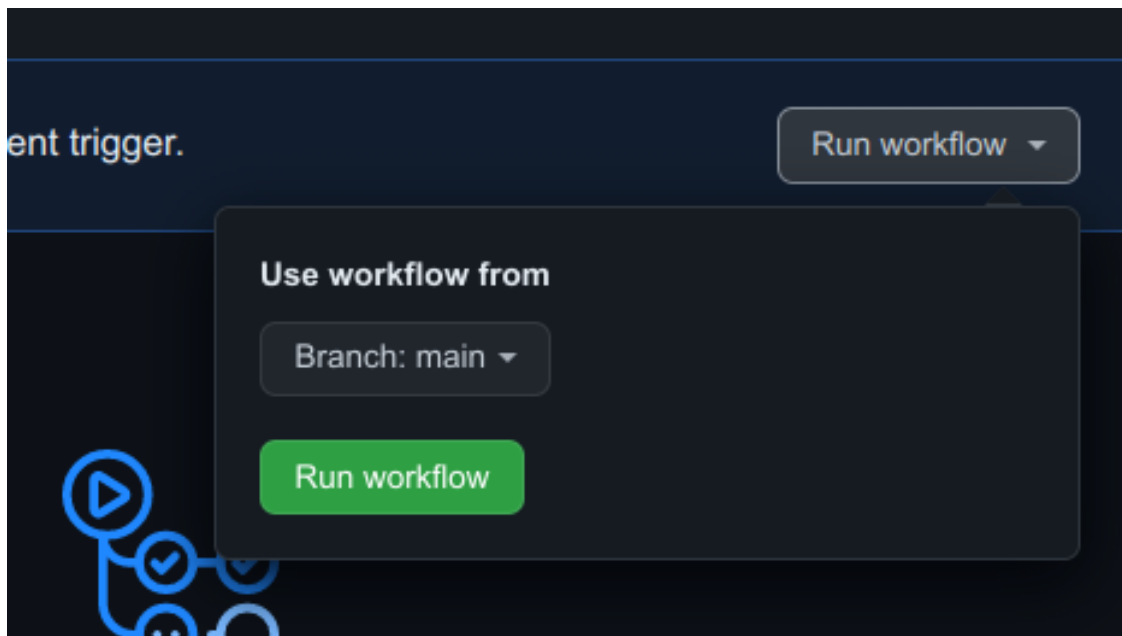 ent trigger.
Run workflow
Use workflow from
Branch: main
Run workflow